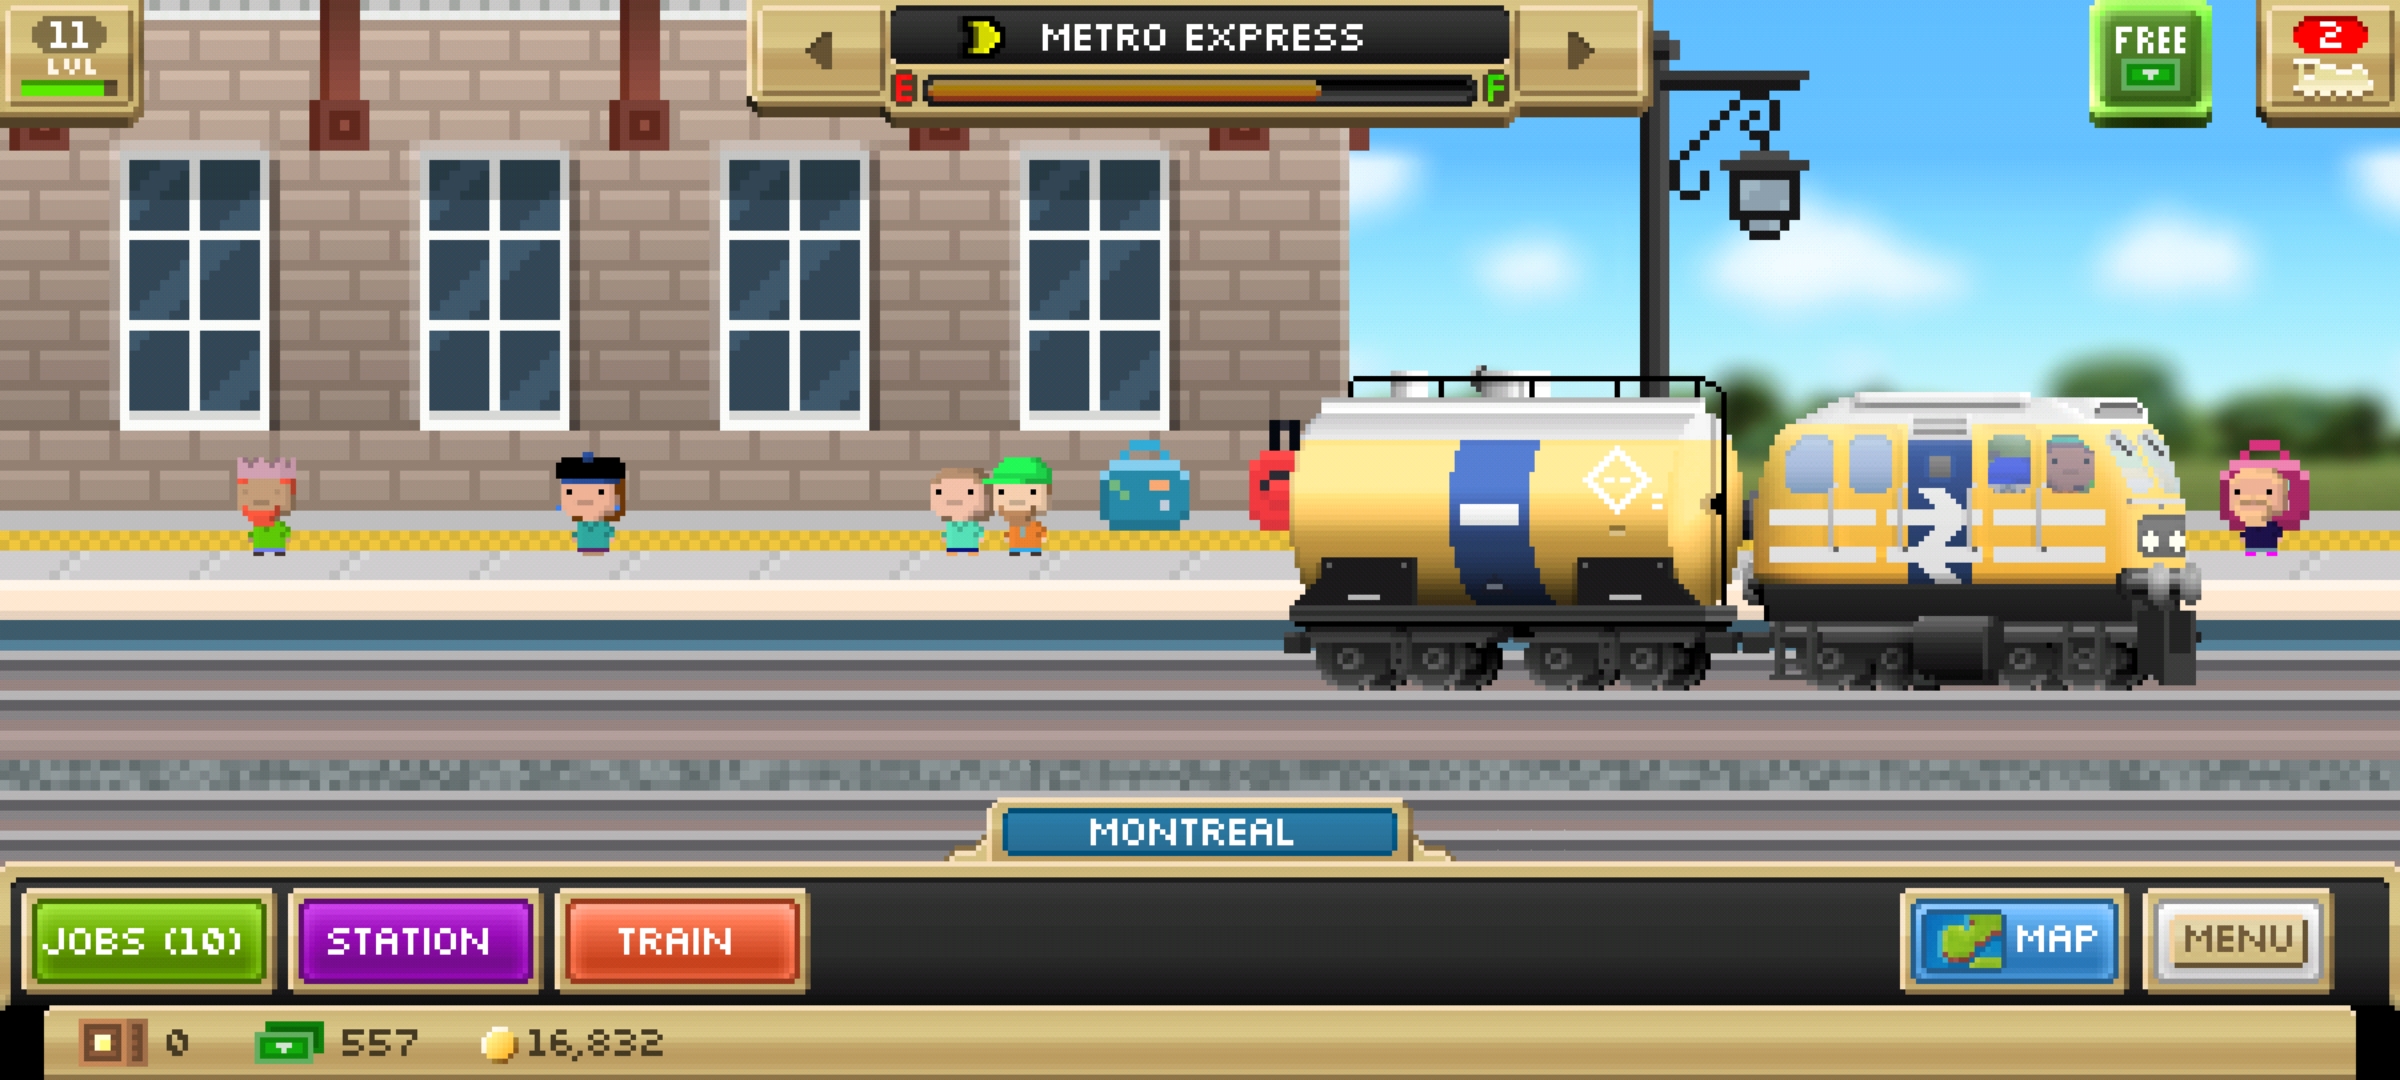 11
LVL
METRO EXPRESS
E F
FREE
2
MONTREAL
JOBS (10)
STATION
TRAIN
MAP
MENU
0
557
16,832